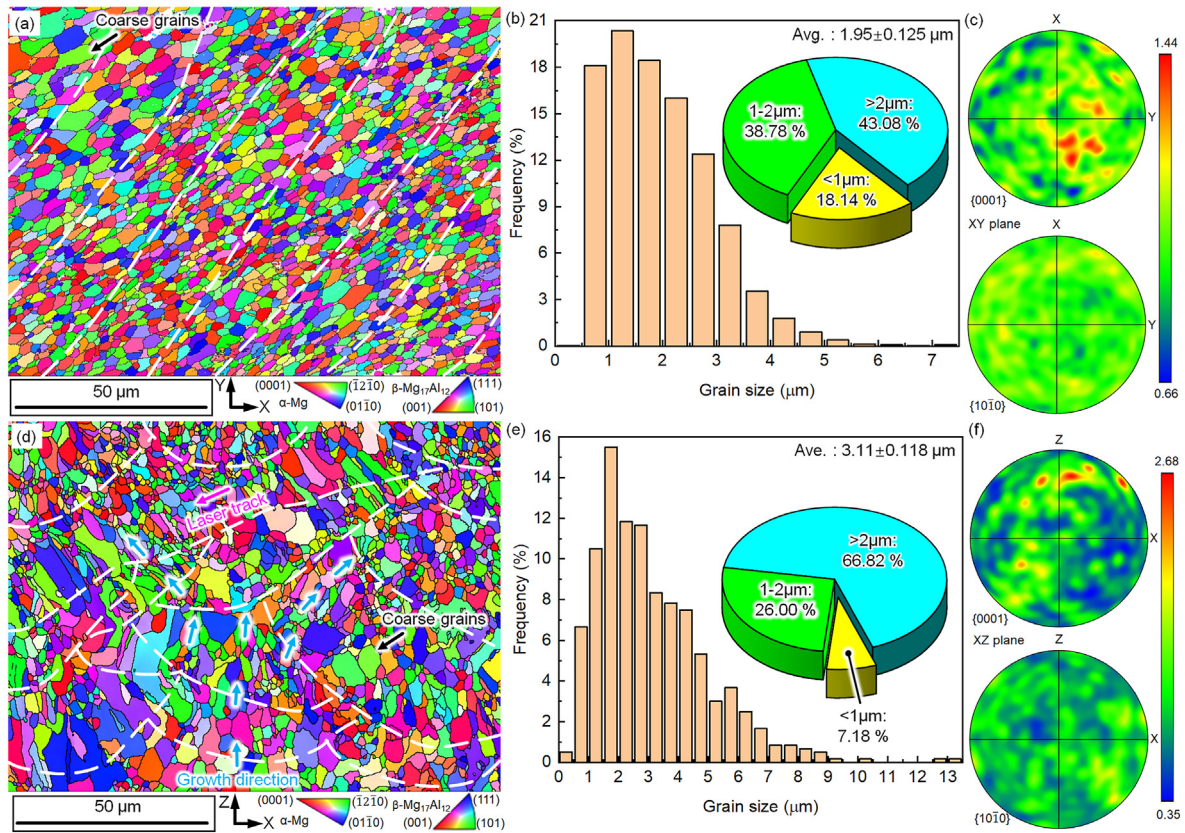 (a)
Coarse grains
50 μm
Y
X
(0001)
α-Mg
(1̅21̅0)
(011̅0)
β-Mg₁₇Al₁₂
(111)
(001)
(101)
(b)
21
18
15
12
9
6
3
0
Frequency (%)
0
1
2
3
4
5
6
7
Grain size (μm)
Avg. : 1.95±0.125 μm
1-2μm:
38.78 %
>2μm:
43.08 %
<1μm:
18.14 %
(c)
X
Y
{0001}
XY plane
X
Y
{101̅0}
1.44
0.66
(d)
Laser track
Coarse grains
Growth direction
50 μm
Z
X
(0001)
α-Mg
(1̅21̅0)
(011̅0)
β-Mg₁₇Al₁₂
(111)
(001)
(101)
(e)
16
14
12
10
8
6
4
2
0
Frequency (%)
0
1
2
3
4
5
6
7
8
9
10
11
12
13
Grain size (μm)
Ave. : 3.11±0.118 μm
>2μm:
66.82 %
1-2μm:
26.00 %
<1μm:
7.18 %
(f)
Z
X
{0001}
XZ plane
Z
X
{101̅0}
2.68
0.35